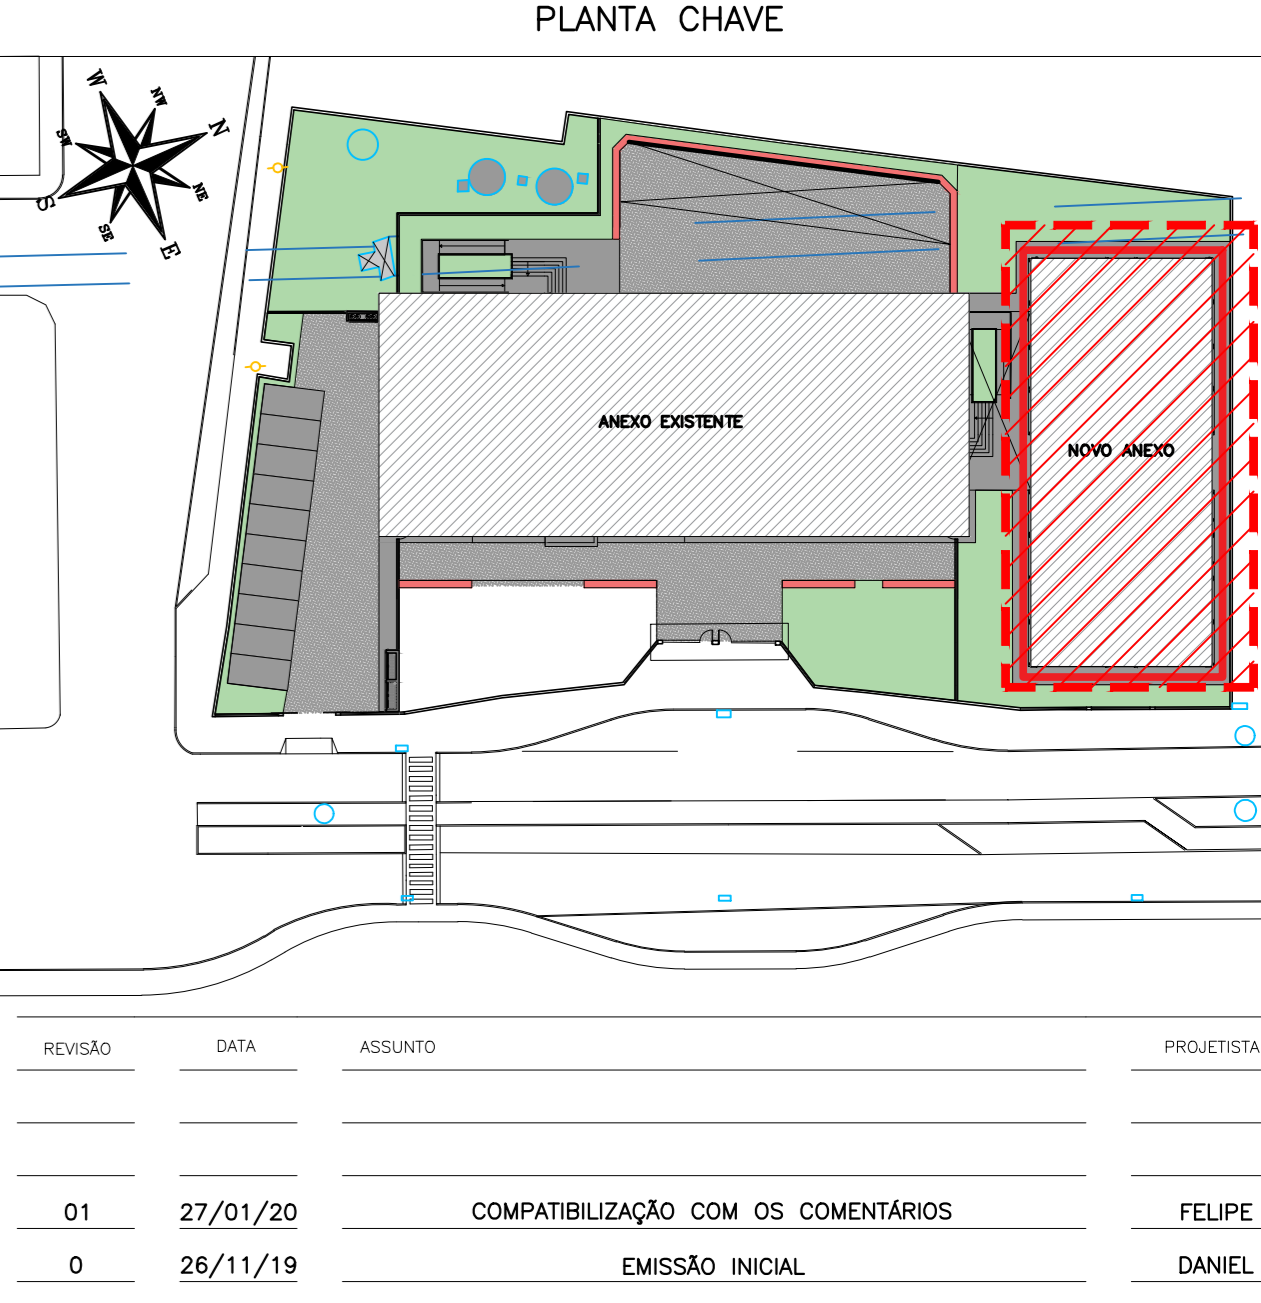 PLANTA CHAVE
W
NW
N
SW
NE
S
SE
E
ANEXO EXISTENTE
NOVO ANEXO
REVISÃO DATA ASSUNTO PROJETISTA
01 27/01/20 COMPATIBILIZAÇÃO COM OS COMENTÁRIOS FELIPE
0 26/11/19 EMISSÃO INICIAL DANIEL